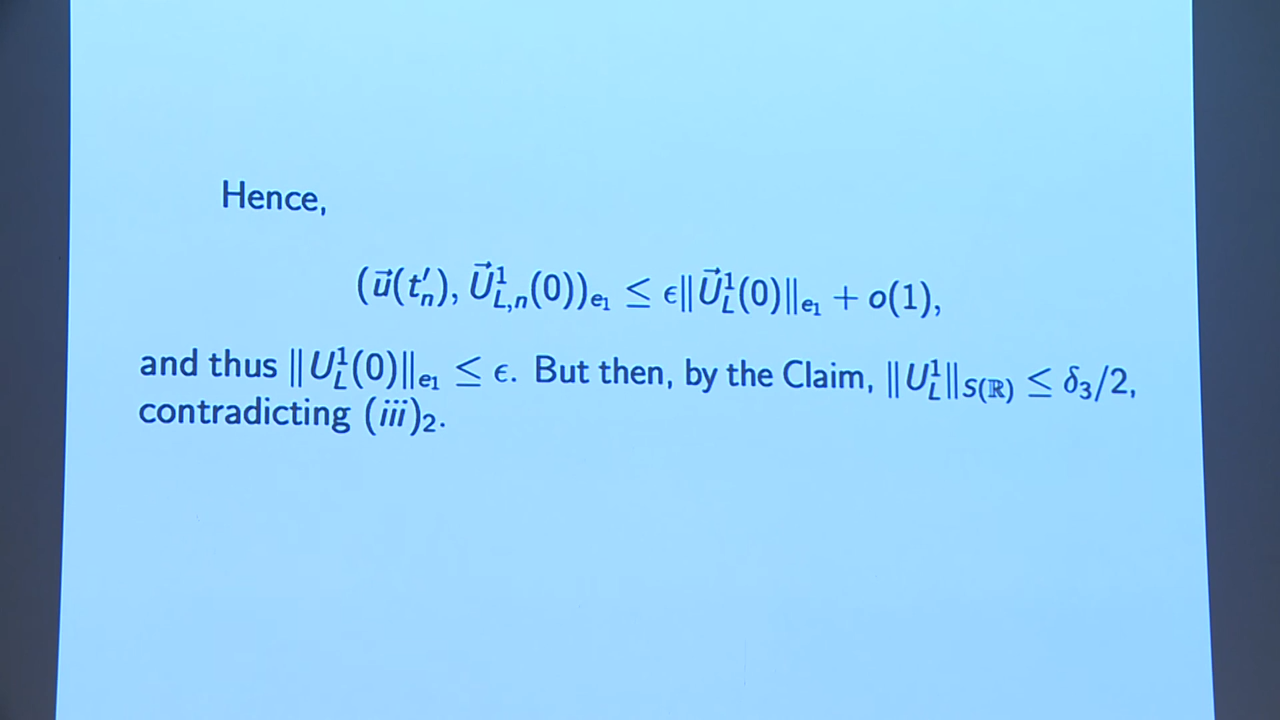 Hence,
(u⃗(t′ₙ), U⃗¹_{L,n}(0))_{e₁} ≤ ϵ‖U⃗¹_L(0)‖_{e₁} + o(1),
and thus ‖U¹_L(0)‖_{e₁} ≤ ϵ. But then, by the Claim, ‖U¹_L‖_{S(ℝ)} ≤ δ₃/2,
contradicting (iii)₂.